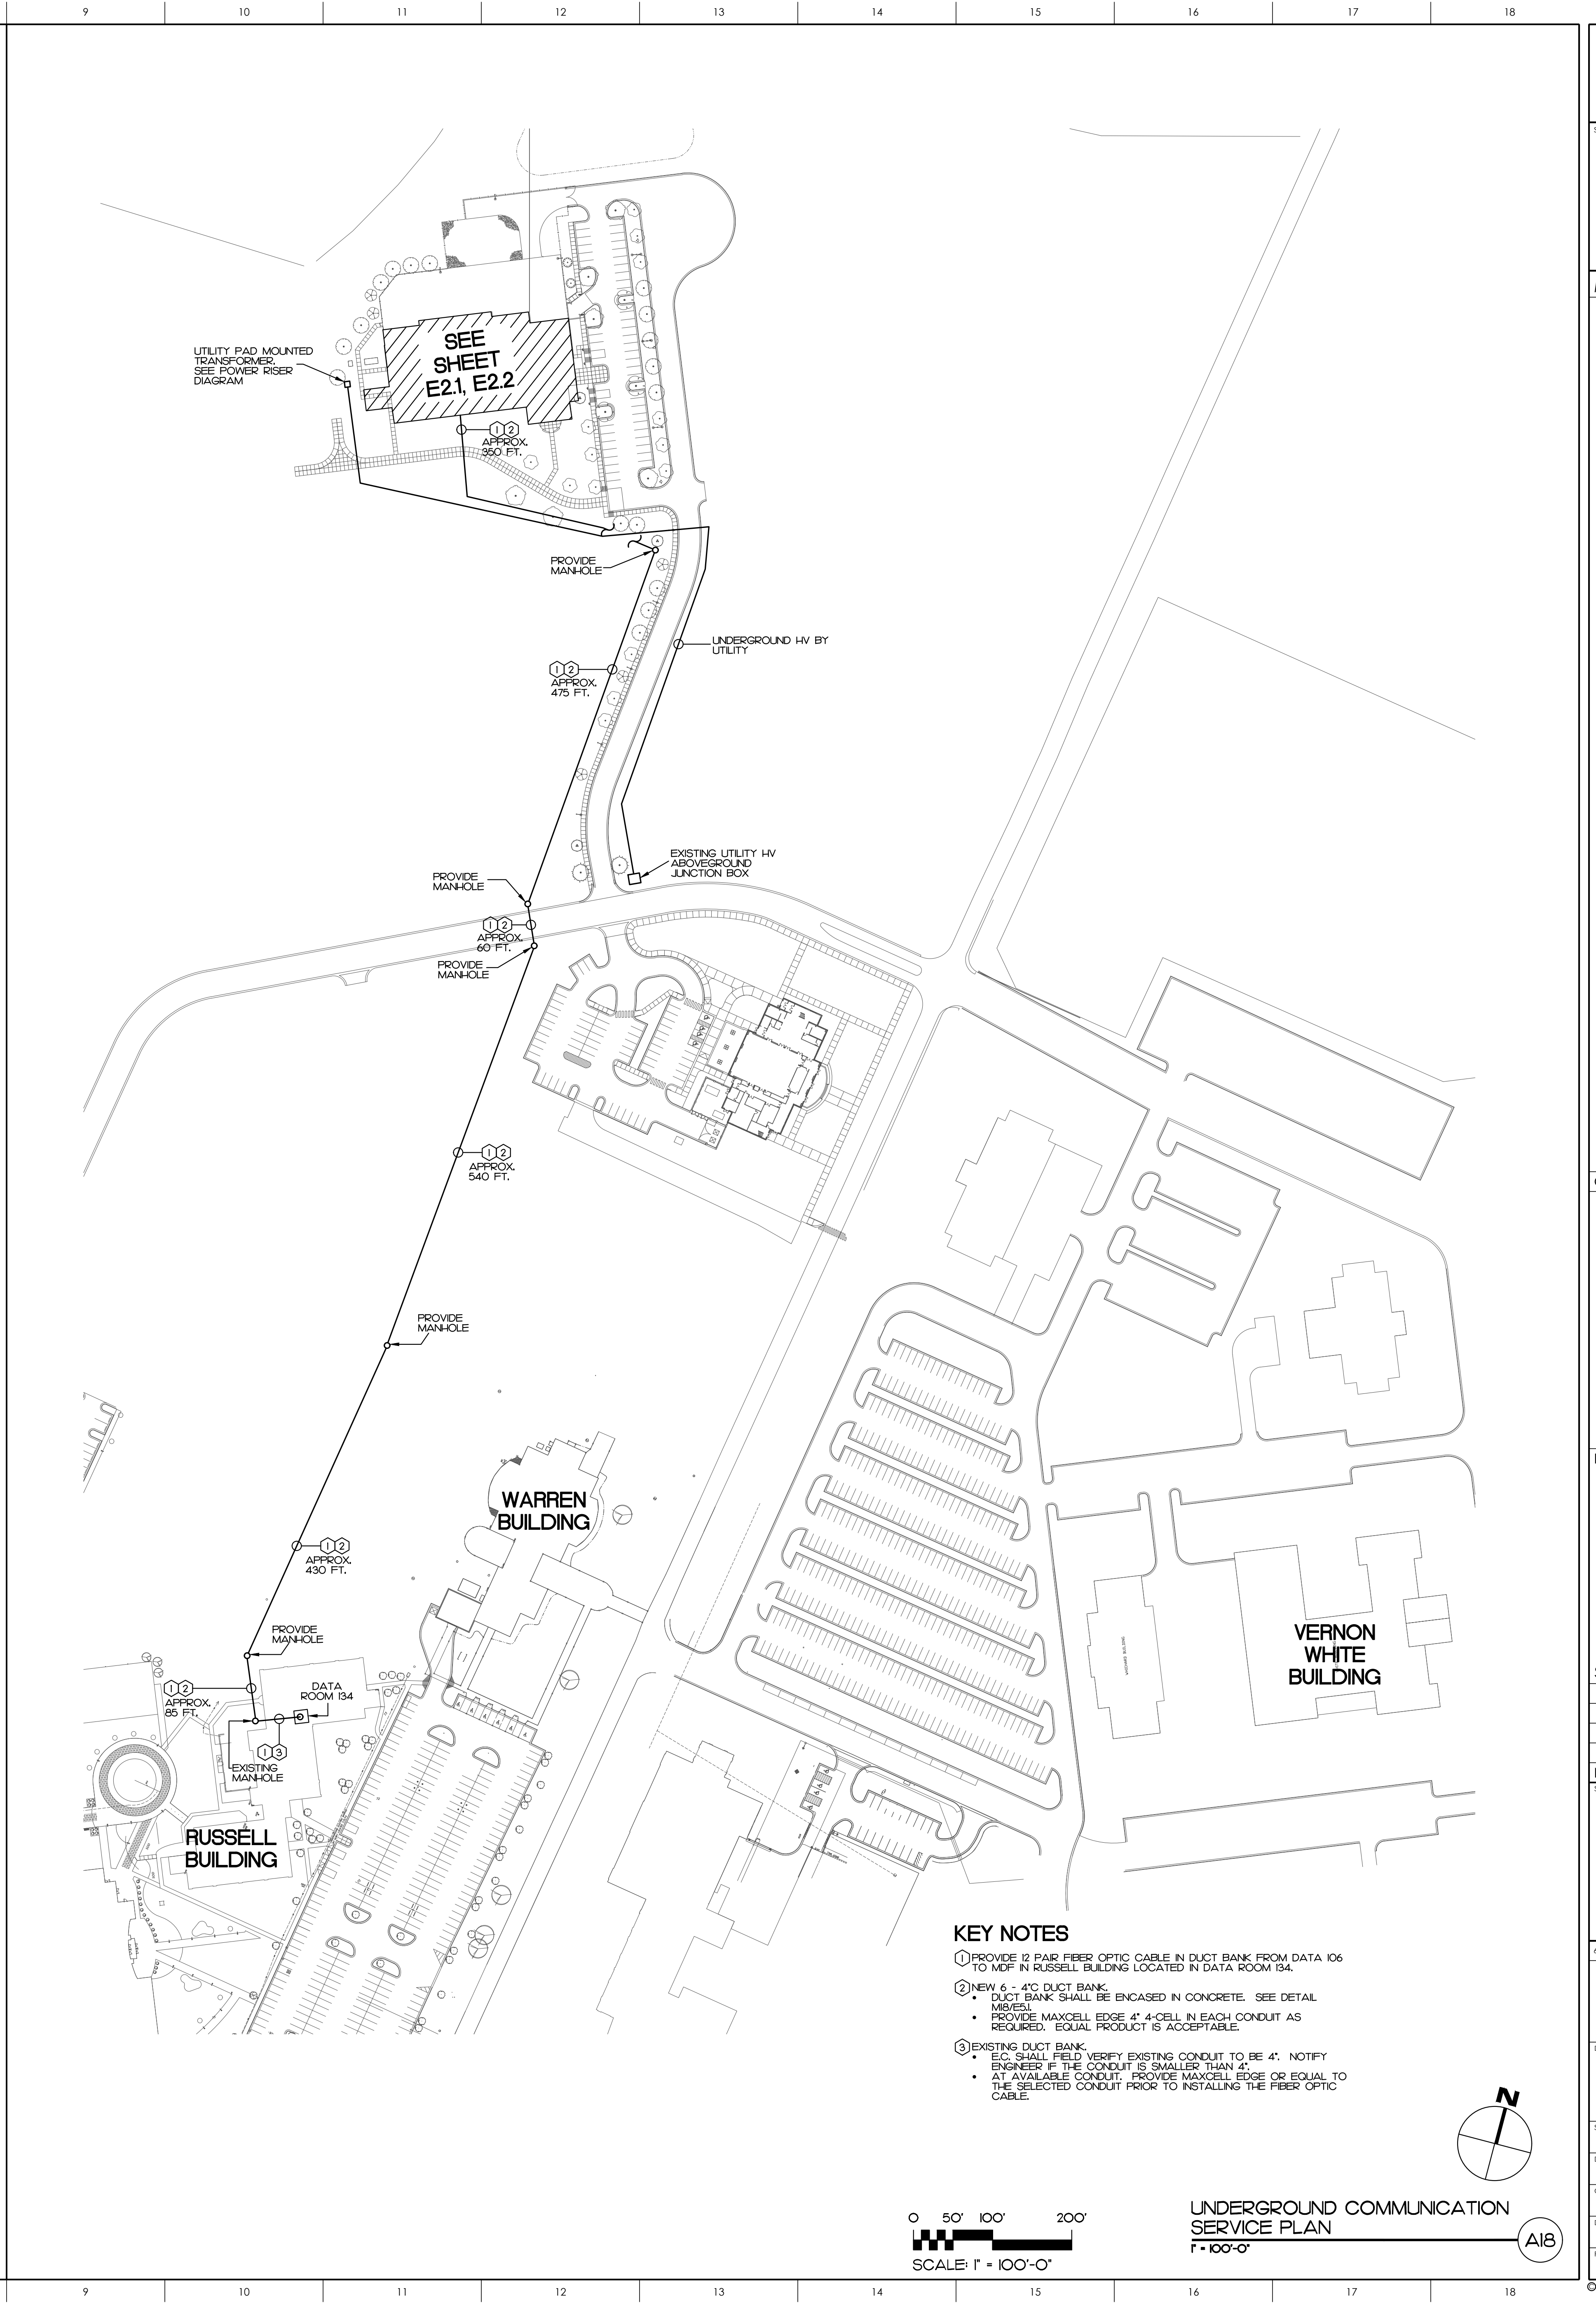 9 10 11 12 13 14 15 16 17 18
SEE
SHEET
E2.1, E2.2
UTILITY PAD MOUNTED
TRANSFORMER.
SEE POWER RISER
DIAGRAM
1 2
APPROX.
350 FT.
PROVIDE
MANHOLE
UNDERGROUND HV BY
UTILITY
1 2
APPROX.
475 FT.
EXISTING UTILITY HV
ABOVEGROUND
JUNCTION BOX
PROVIDE
MANHOLE
1 2
APPROX.
60 FT.
PROVIDE
MANHOLE
1 2
APPROX.
540 FT.
PROVIDE
MANHOLE
WARREN
BUILDING
1 2
APPROX.
430 FT.
PROVIDE
MANHOLE
VERNON
WHITE
BUILDING
DATA
ROOM 134
1 2
APPROX.
85 FT.
1 3
EXISTING
MANHOLE
RUSSELL
BUILDING
KEY NOTES
1 PROVIDE 12 PAIR FIBER OPTIC CABLE IN DUCT BANK FROM DATA 106
TO MDF IN RUSSELL BUILDING LOCATED IN DATA ROOM 134.
2 NEW 6 - 4"C DUCT BANK.
• DUCT BANK SHALL BE ENCASED IN CONCRETE. SEE DETAIL
M18/E5.1.
• PROVIDE MAXCELL EDGE 4" 4-CELL IN EACH CONDUIT AS
REQUIRED. EQUAL PRODUCT IS ACCEPTABLE.
3 EXISTING DUCT BANK.
• E.C. SHALL FIELD VERIFY EXISTING CONDUIT TO BE 4". NOTIFY
ENGINEER IF THE CONDUIT IS SMALLER THAN 4".
• AT AVAILABLE CONDUIT. PROVIDE MAXCELL EDGE OR EQUAL TO
THE SELECTED CONDUIT PRIOR TO INSTALLING THE FIBER OPTIC
CABLE.
N
0 50' 100' 200'
SCALE: 1" = 100'-0"
UNDERGROUND COMMUNICATION
SERVICE PLAN
1" = 100'-0"
A18
9 10 11 12 13 14 15 16 17 18
©